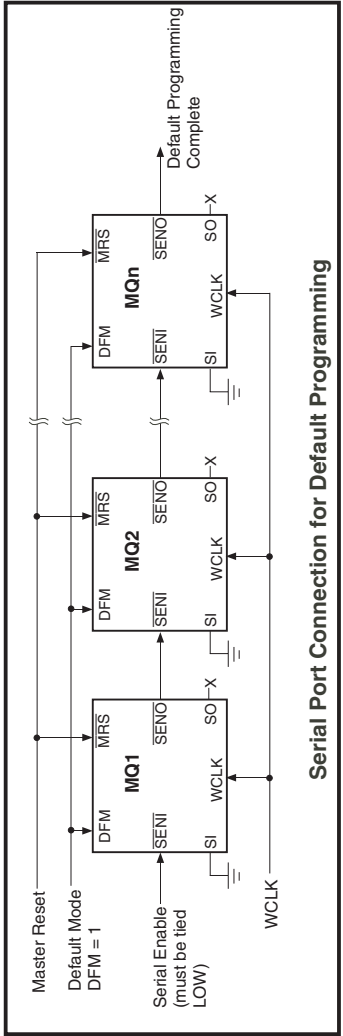 Master Reset
Default Mode
DFM = 1
DFM
MRS
DFM
MRS
DFM
MRS
MQ1
MQ2
MQn
Serial Enable
(must be tied
LOW)
SENI
SENO
SENI
SENO
SENI
SENO
Default Programming
Complete
SI
WCLK
SO
X
SI
WCLK
SO
X
SI
WCLK
SO
X
WCLK
Serial Port Connection for Default Programming